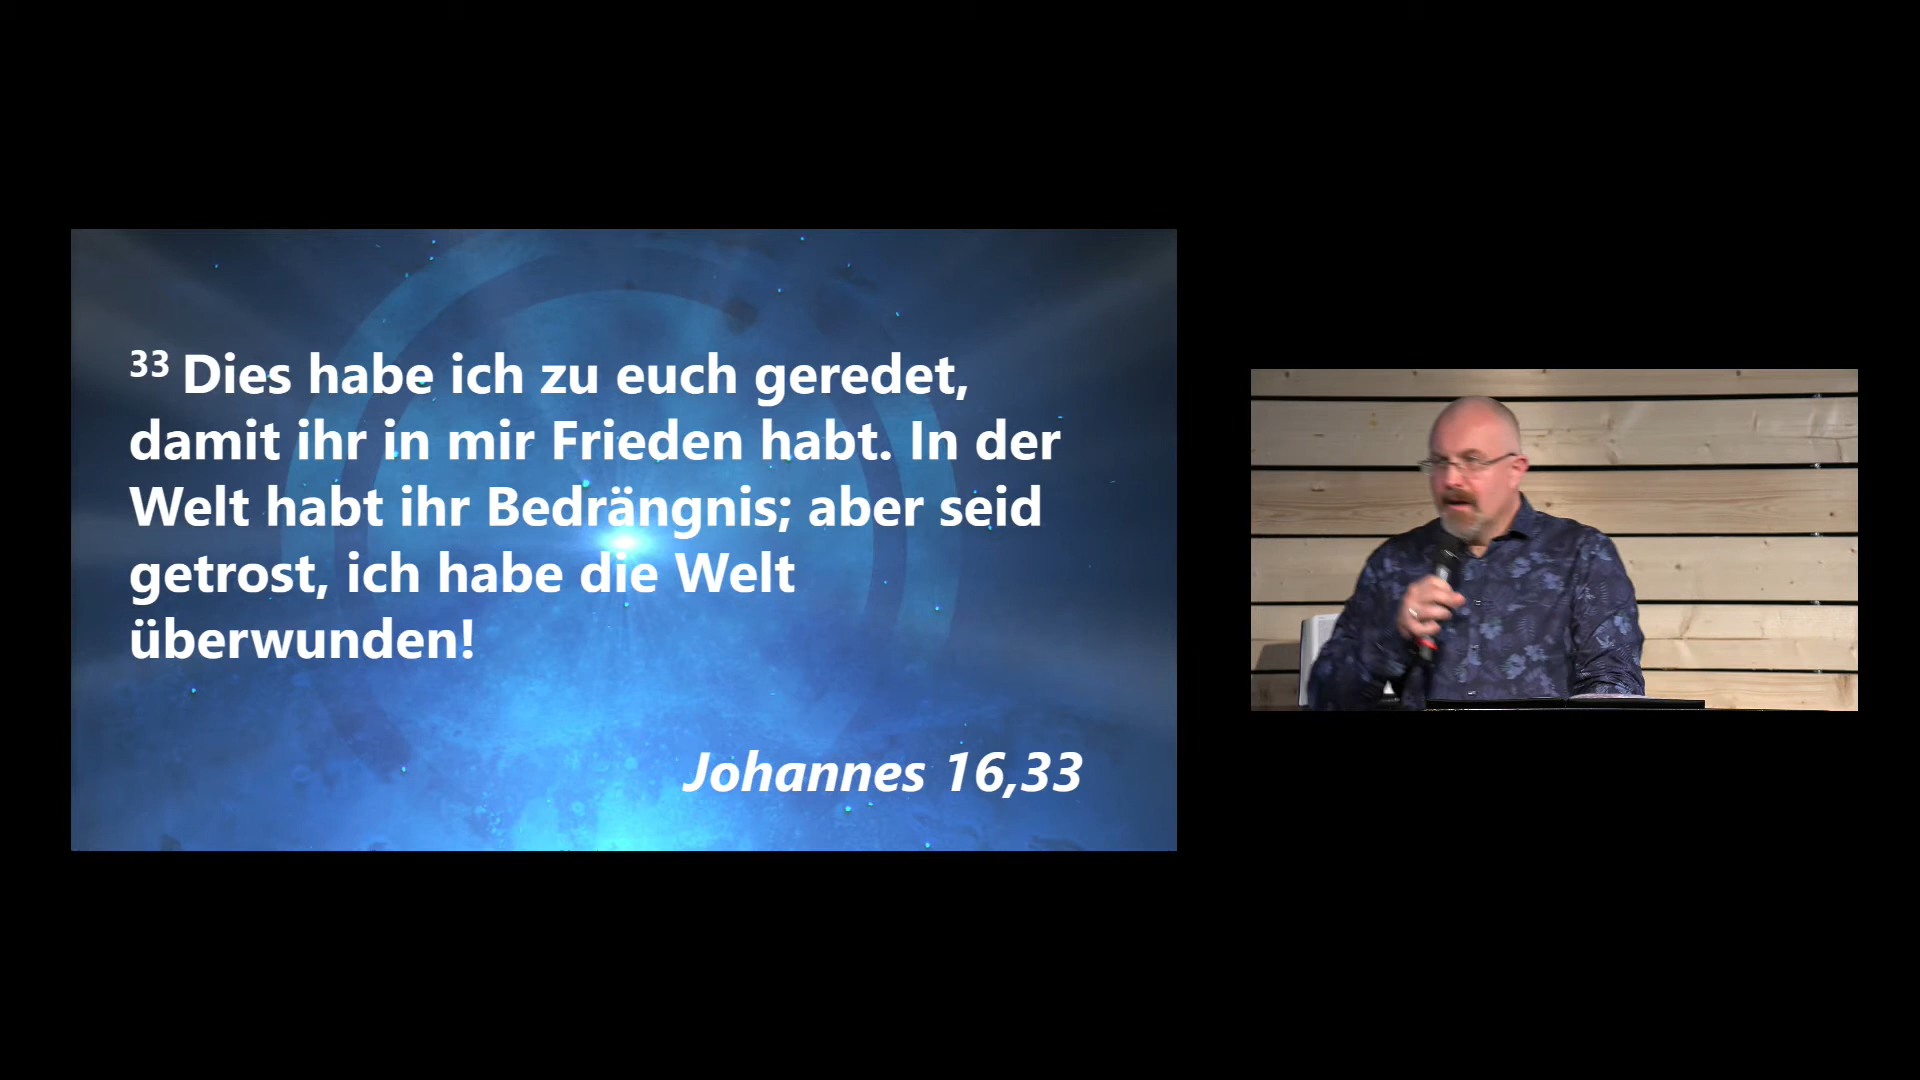 33 Dies habe ich zu euch geredet,
damit ihr in mir Frieden habt. In der
Welt habt ihr Bedrängnis; aber seid
getrost, ich habe die Welt
überwunden!
Johannes 16,33